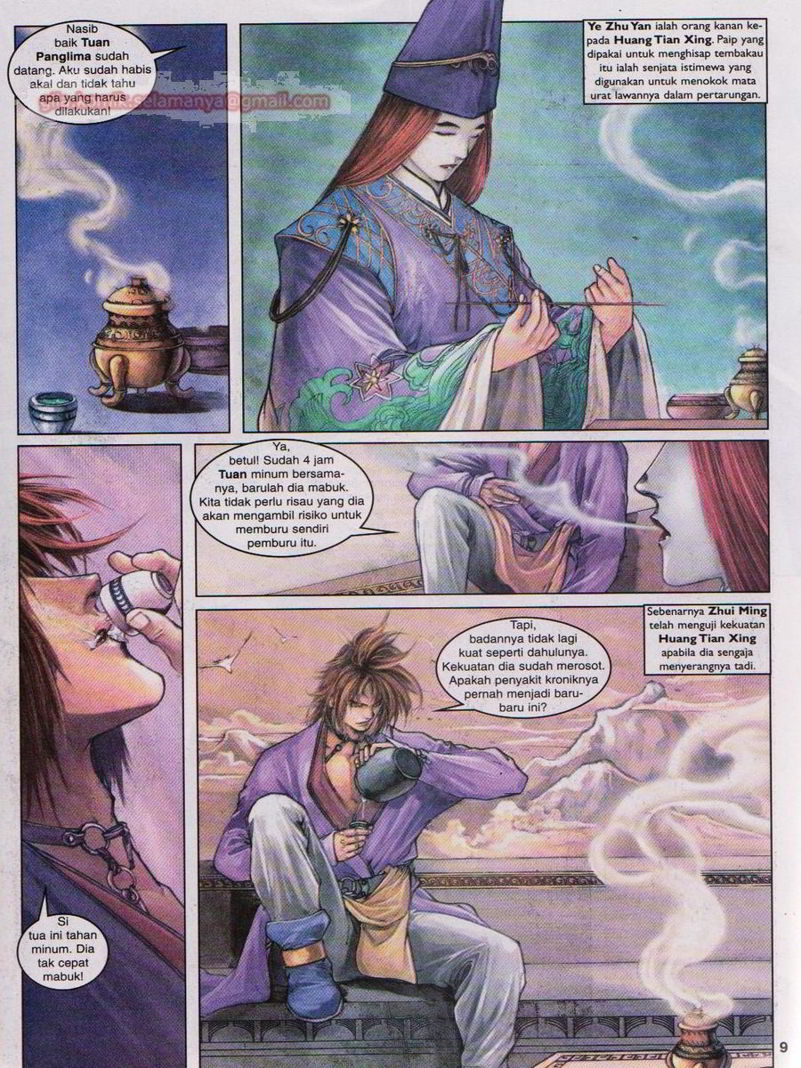 Nasib
baik Tuan
Panglima sudah
datang. Aku sudah habis
akal dan tidak tahu
apa yang harus
dilakukan!
selamanya@gmail.com
Ye Zhu Yan ialah orang kanan ke-
pada Huang Tian Xing. Paip yang
dipakai untuk menghisap tembakau
itu ialah senjata istimewa yang
digunakan untuk menokok mata
urat lawannya dalam pertarungan.
Ya,
betul! Sudah 4 jam
Tuan minum bersama-
nya, barulah dia mabuk.
Kita tidak perlu risau yang dia
akan mengambil risiko untuk
memburu sendiri
pemburu itu.
Si
tua ini tahan
minum. Dia
tak cepat
mabuk!
Tapi,
badannya tidak lagi
kuat seperti dahulunya.
Kekuatan dia sudah merosot.
Apakah penyakit kroniknya
pernah menjadi baru-
baru ini?
Sebenarnya Zhui Ming
telah menguji kekuatan
Huang Tian Xing
apabila dia sengaja
menyerangnya tadi.
9